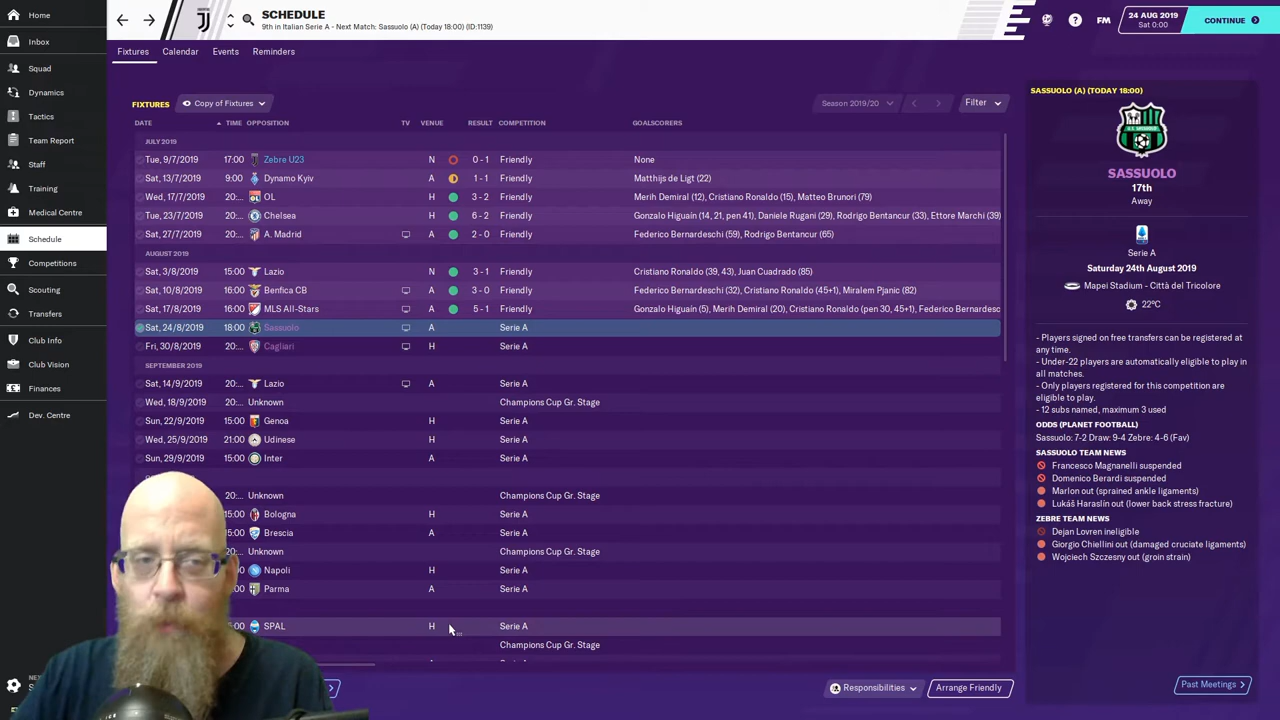 SCHEDULE
9th in Italian Serie A - Next Match: Sassuolo (A) (Today 18:00) (ID:1139)
FM
24 AUG 2019
Sat 0:00
CONTINUE
Home
Inbox
Squad
Dynamics
Tactics
Team Report
Staff
Training
Medical Centre
Schedule
Competitions
Scouting
Transfers
Club Info
Club Vision
Finances
Dev. Centre
Fixtures Calendar Events Reminders
FIXTURES Copy of Fixtures Season 2019/20 Filter
DATE TIME OPPOSITION TV VENUE RESULT COMPETITION GOALSCORERS
JULY 2019
Tue, 9/7/2019 17:00 Zebre U23 N 0 - 1 Friendly None
Sat, 13/7/2019 9:00 Dynamo Kyiv A 1 - 1 Friendly Matthijs de Ligt (22)
Wed, 17/7/2019 20:... OL H 3 - 2 Friendly Merih Demiral (12), Cristiano Ronaldo (15), Matteo Brunori (79)
Tue, 23/7/2019 20:... Chelsea H 6 - 2 Friendly Gonzalo Higuaín (14, 21, pen 41), Daniele Rugani (29), Rodrigo Bentancur (33), Ettore Marchi (39)
Sat, 27/7/2019 20:... A. Madrid A 2 - 0 Friendly Federico Bernardeschi (59), Rodrigo Bentancur (65)
AUGUST 2019
Sat, 3/8/2019 15:00 Lazio N 3 - 1 Friendly Cristiano Ronaldo (39, 43), Juan Cuadrado (85)
Sat, 10/8/2019 16:00 Benfica CB A 3 - 0 Friendly Federico Bernardeschi (32), Cristiano Ronaldo (45+1), Miralem Pjanic (82)
Sat, 17/8/2019 16:00 MLS All-Stars A 5 - 1 Friendly Gonzalo Higuaín (5), Merih Demiral (20), Cristiano Ronaldo (pen 30, 45+1), Federico Bernardesc
Sat, 24/8/2019 18:00 Sassuolo A Serie A
Fri, 30/8/2019 20:... Cagliari H Serie A
SEPTEMBER 2019
Sat, 14/9/2019 20:... Lazio A Serie A
Wed, 18/9/2019 20:... Unknown Champions Cup Gr. Stage
Sun, 22/9/2019 15:00 Genoa H Serie A
Wed, 25/9/2019 21:00 Udinese H Serie A
Sun, 29/9/2019 15:00 Inter A Serie A
20:... Unknown Champions Cup Gr. Stage
15:00 Bologna H Serie A
15:00 Brescia A Serie A
20:... Unknown Champions Cup Gr. Stage
Napoli H Serie A
Parma A Serie A
SPAL H Serie A
Champions Cup Gr. Stage
Responsibilities Arrange Friendly
SASSUOLO (A) (TODAY 18:00)
SASSUOLO
17th
Away
Serie A
Saturday 24th August 2019
Mapei Stadium - Città del Tricolore
22°C
- Players signed on free transfers can be registered at
any time.
- Under-22 players are automatically eligible to play in
all matches.
- Only players registered for this competition are
eligible to play.
- 12 subs named, maximum 3 used
ODDS (PLANET FOOTBALL)
Sassuolo: 7-2 Draw: 9-4 Zebre: 4-6 (Fav)
SASSUOLO TEAM NEWS
Francesco Magnanelli suspended
Domenico Berardi suspended
Marlon out (sprained ankle ligaments)
Lukáš Haraslín out (lower back stress fracture)
ZEBRE TEAM NEWS
Dejan Lovren ineligible
Giorgio Chiellini out (damaged cruciate ligaments)
Wojciech Szczesny out (groin strain)
Past Meetings